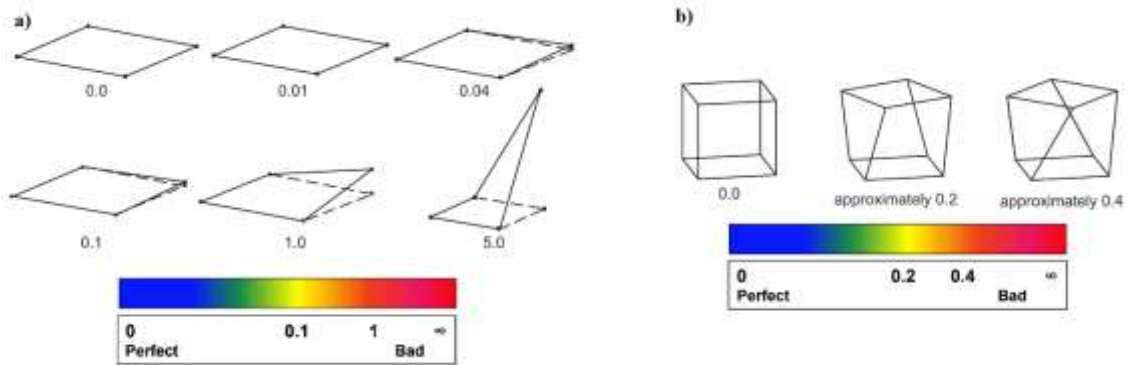 a)
0.0 0.01 0.04
0.1 1.0 5.0
0 0.1 1 ∞
Perfect Bad
b)
0.0 approximately 0.2 approximately 0.4
0 0.2 0.4 ∞
Perfect Bad